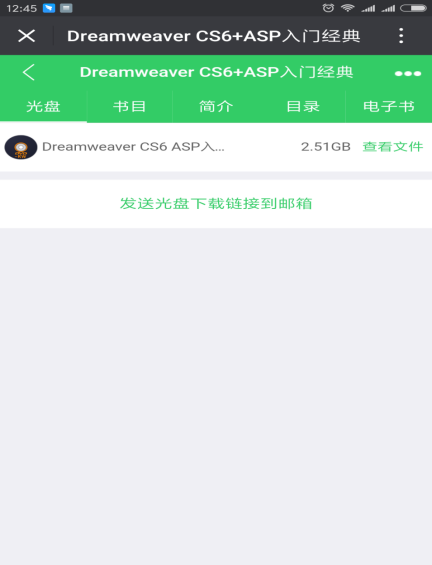 12:45
Dreamweaver CS6+ASP入门经典
Dreamweaver CS6+ASP入门经典
光盘 书目 简介 目录 电子书
Dreamweaver CS6 ASP入... 2.51GB 查看文件
发送光盘下载链接到邮箱